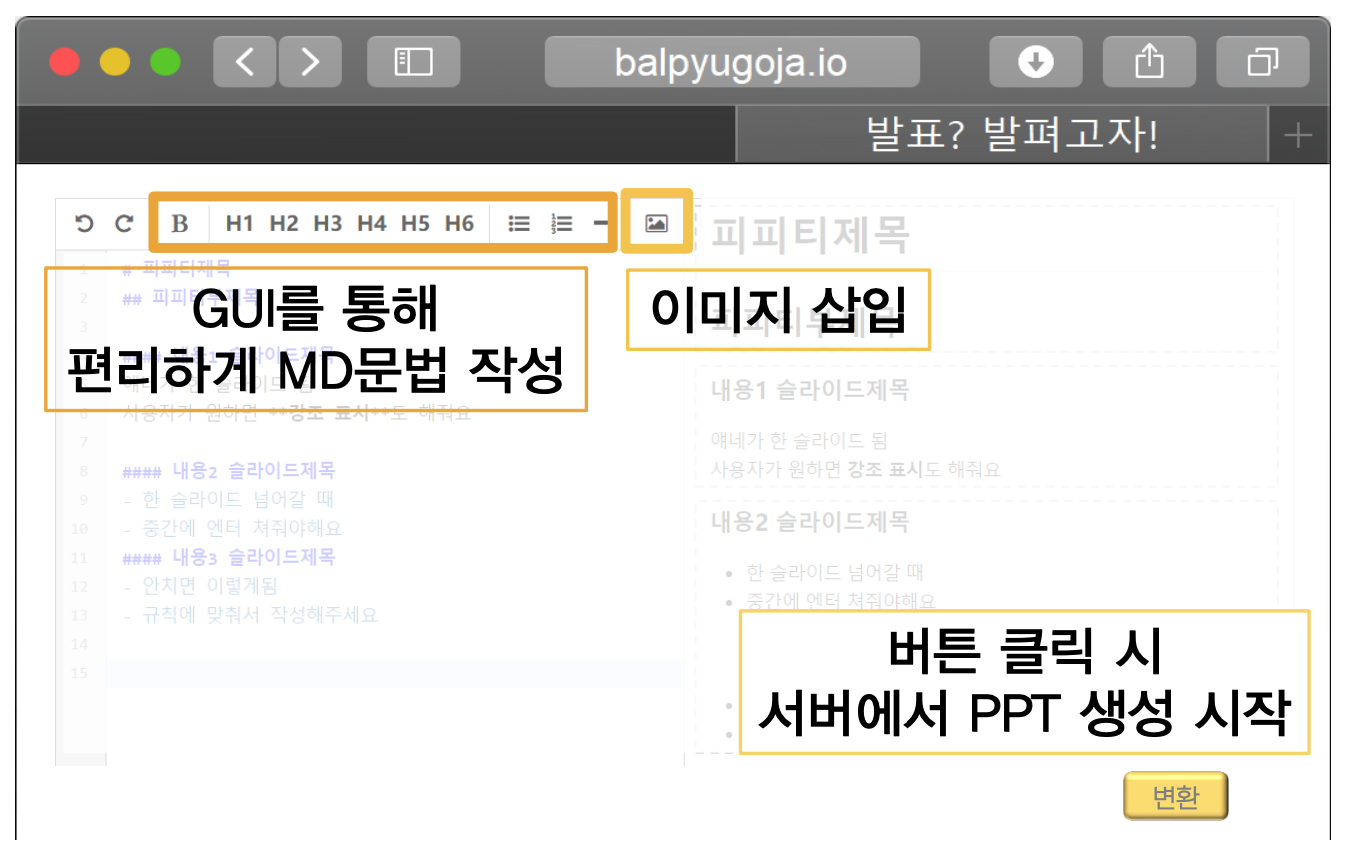 balpyugoja.io
발표? 발펴고자!
B H1 H2 H3 H4 H5 H6
GUI를 통해
편리하게 MD문법 작성
이미지 삽입
1 # 피피티제목
2 ## 피피티부제목
3
6 사용자가 원하면 **강조 표시**도 해줘요
7
8 #### 내용2 슬라이드제목
9 - 한 슬라이드 넘어갈 때
10 - 중간에 엔터 쳐줘야해요
11 #### 내용3 슬라이드제목
12 - 안치면 이렇게됨
13 - 규칙에 맞춰서 작성해주세요
14
15
피피티제목
피피티부제목
내용1 슬라이드제목
얘네가 한 슬라이드 됨
사용자가 원하면 강조 표시도 해줘요
내용2 슬라이드제목
• 한 슬라이드 넘어갈 때
• 중간에 엔터 쳐줘야해요
버튼 클릭 시
서버에서 PPT 생성 시작
변환